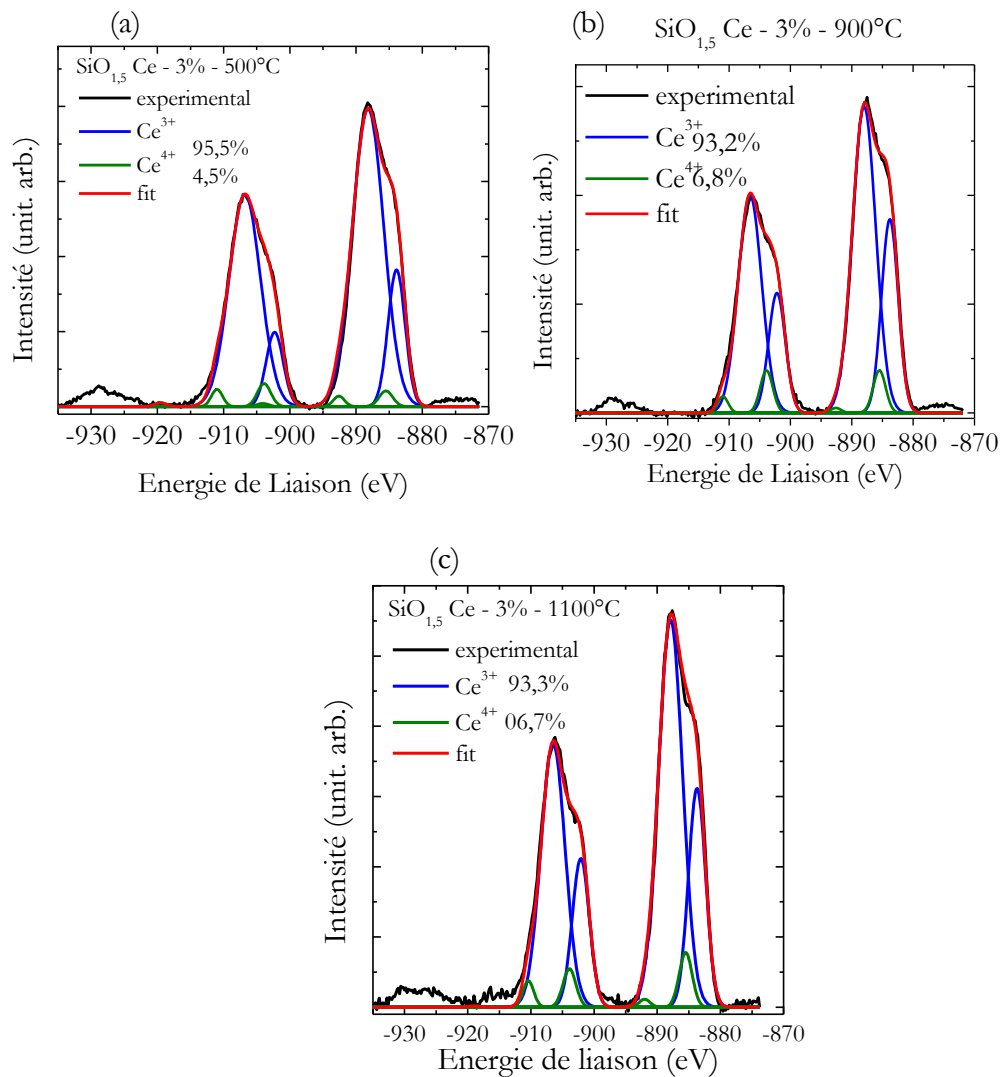 (a)
SiO1,5 Ce - 3% - 500°C
experimental
Ce3+
Ce4+
95,5%
4,5%
fit
Intensité (unit. arb.)
-930 -920 -910 -900 -890 -880 -870
Energie de Liaison (eV)
(b)
SiO1,5 Ce - 3% - 900°C
experimental
Ce3+ 93,2%
Ce4+ 6,8%
fit
Intensité (unit. arb.)
-930 -920 -910 -900 -890 -880 -870
Energie de Liaison (eV)
(c)
SiO1,5 Ce - 3% - 1100°C
experimental
Ce3+ 93,3%
Ce4+ 06,7%
fit
Intensité (unit. arb.)
-930 -920 -910 -900 -890 -880 -870
Energie de liaison (eV)